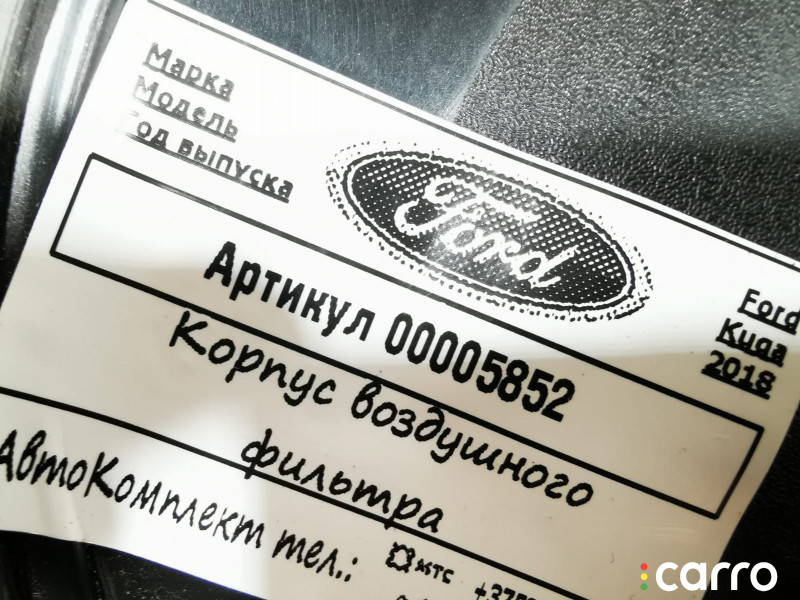 Марка
Модель
Год выпуска
Ford
Ford
Kuga
2018
Артикул 00005852
Корпус воздушного
фильтра
АвтоКомплект тел.:
мтс
carro